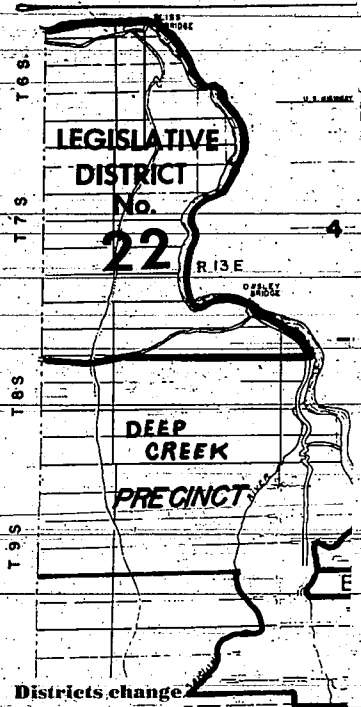 BLISS
BRIDGE
T 6 S
U.S. HIGHWAY
LEGISLATIVE
DISTRICT
No.
22
T 7 S
4
R 13 E
OWSLEY
BRIDGE
T 8 S
DEEP
CREEK
PRECINCT
T 9 S
Districts change